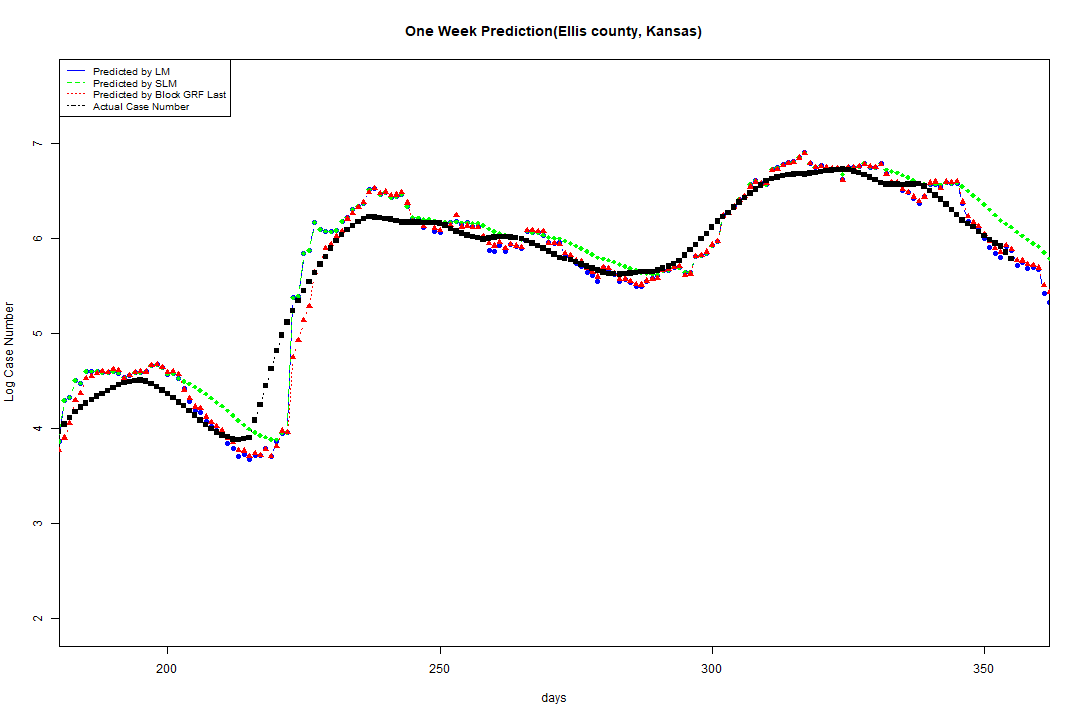 One Week Prediction(Ellis county, Kansas)
Predicted by LM
Predicted by SLM
Predicted by Block GRF Last
Actual Case Number
7
6
5
4
3
2
Log Case Number
200 250 300 350
days